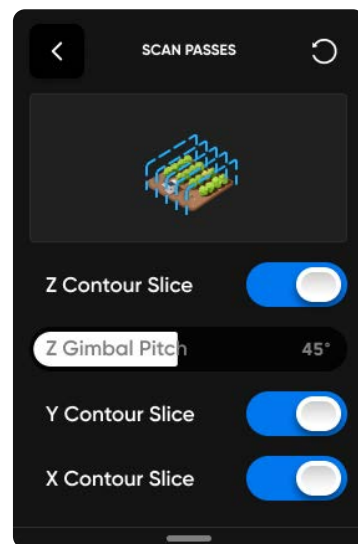 SCAN PASSES
Z Contour Slice
Z Gimbal Pitch 45°
Y Contour Slice
X Contour Slice